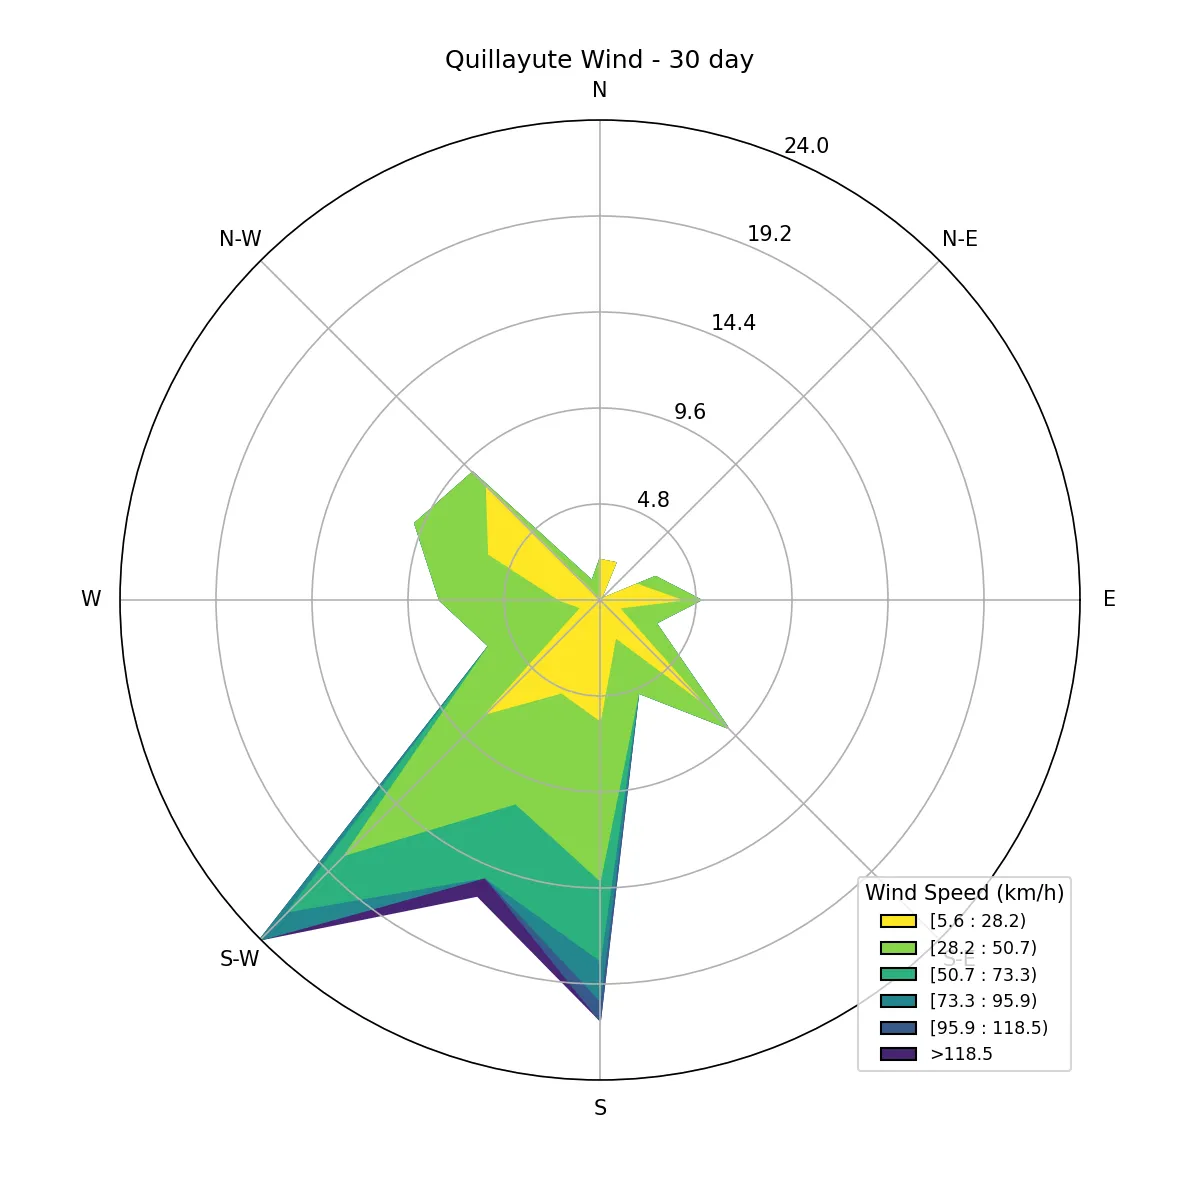 Quillayute Wind - 30 day
N
24.0
N-W
19.2
N-E
14.4
9.6
4.8
W
E
S-W
S-E
S
Wind Speed (km/h)
[5.6 : 28.2)
[28.2 : 50.7)
[50.7 : 73.3)
[73.3 : 95.9)
[95.9 : 118.5)
>118.5